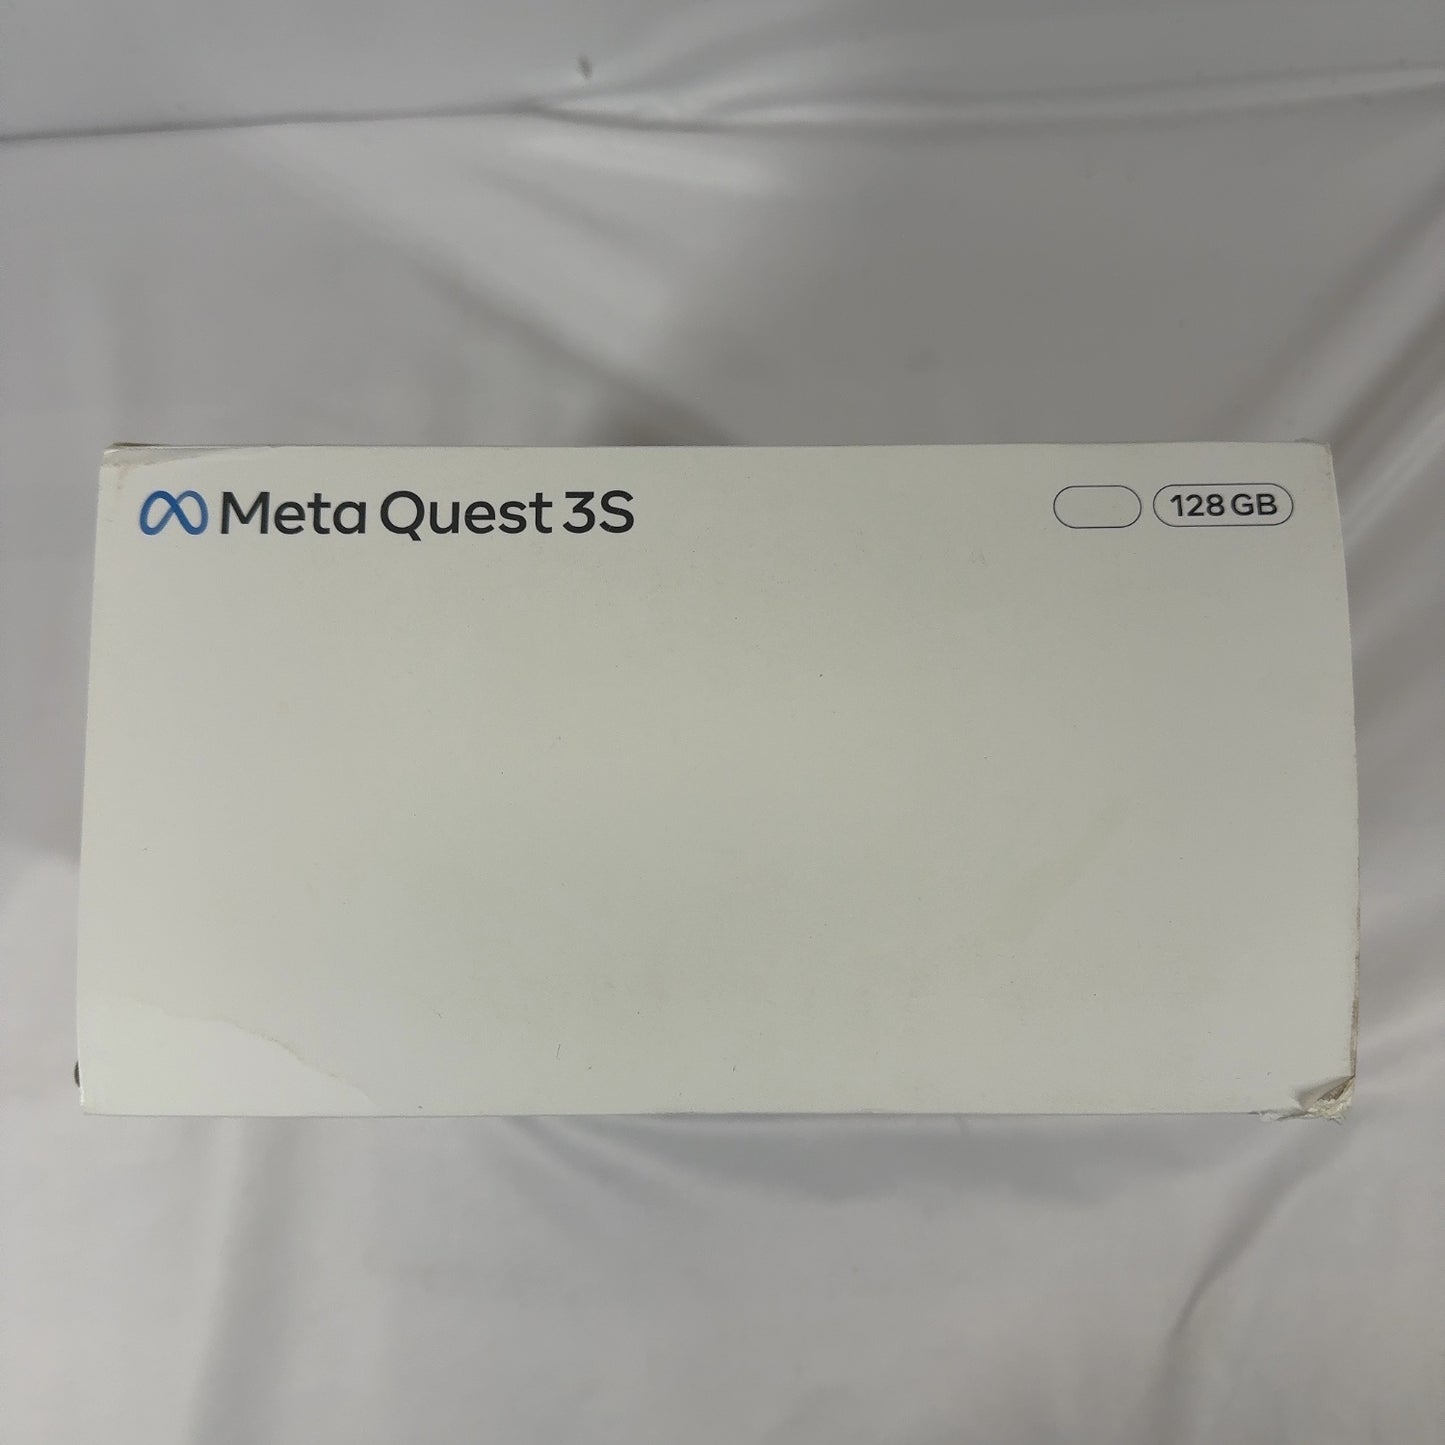 Meta Quest 3S
128 GB